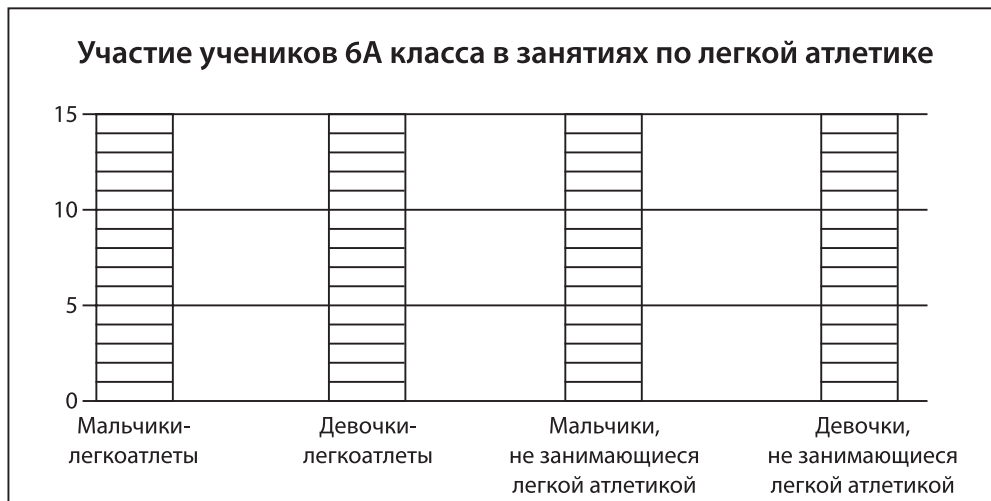 Участие учеников 6А класса в занятиях по легкой атлетике
15
10
5
0
Мальчики-
легкоатлеты
Девочки-
легкоатлеты
Мальчики,
не занимающиеся
легкой атлетикой
Девочки,
не занимающиеся
легкой атлетикой